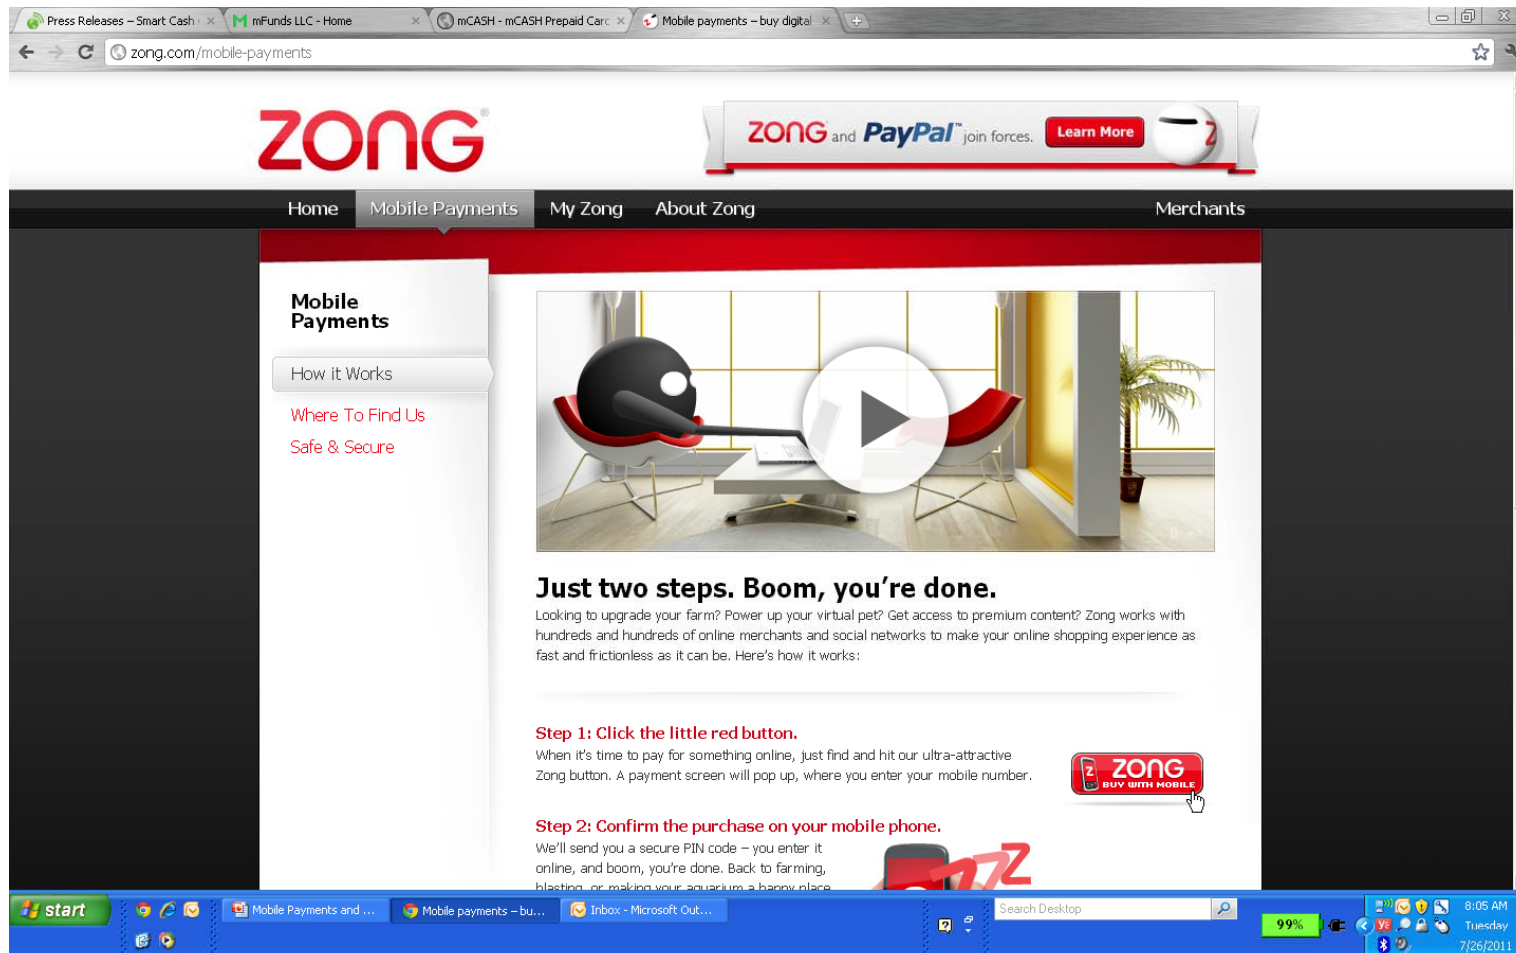 Press Releases – Smart Cash
mFunds LLC - Home
mCASH - mCASH Prepaid Card
Mobile payments – buy digital
zong.com/mobile-payments
ZONG®
ZONG and PayPal™ join forces.
Learn More
Home
Mobile Payments
My Zong
About Zong
Merchants
Mobile
Payments
How it Works
Where To Find Us
Safe & Secure
Just two steps. Boom, you're done.
Looking to upgrade your farm? Power up your virtual pet? Get access to premium content? Zong works with
hundreds and hundreds of online merchants and social networks to make your online shopping experience as
fast and frictionless as it can be. Here's how it works:
Step 1: Click the little red button.
When it's time to pay for something online, just find and hit our ultra-attractive
Zong button. A payment screen will pop up, where you enter your mobile number.
Z ZONG
BUY WITH MOBILE
Step 2: Confirm the purchase on your mobile phone.
We'll send you a secure PIN code – you enter it
online, and boom, you're done. Back to farming,
blasting, or making your aquarium a happy place
start
Mobile Payments and ...
Mobile payments – bu...
Inbox - Microsoft Out...
Search Desktop
99%
8:05 AM
Tuesday
7/26/2011